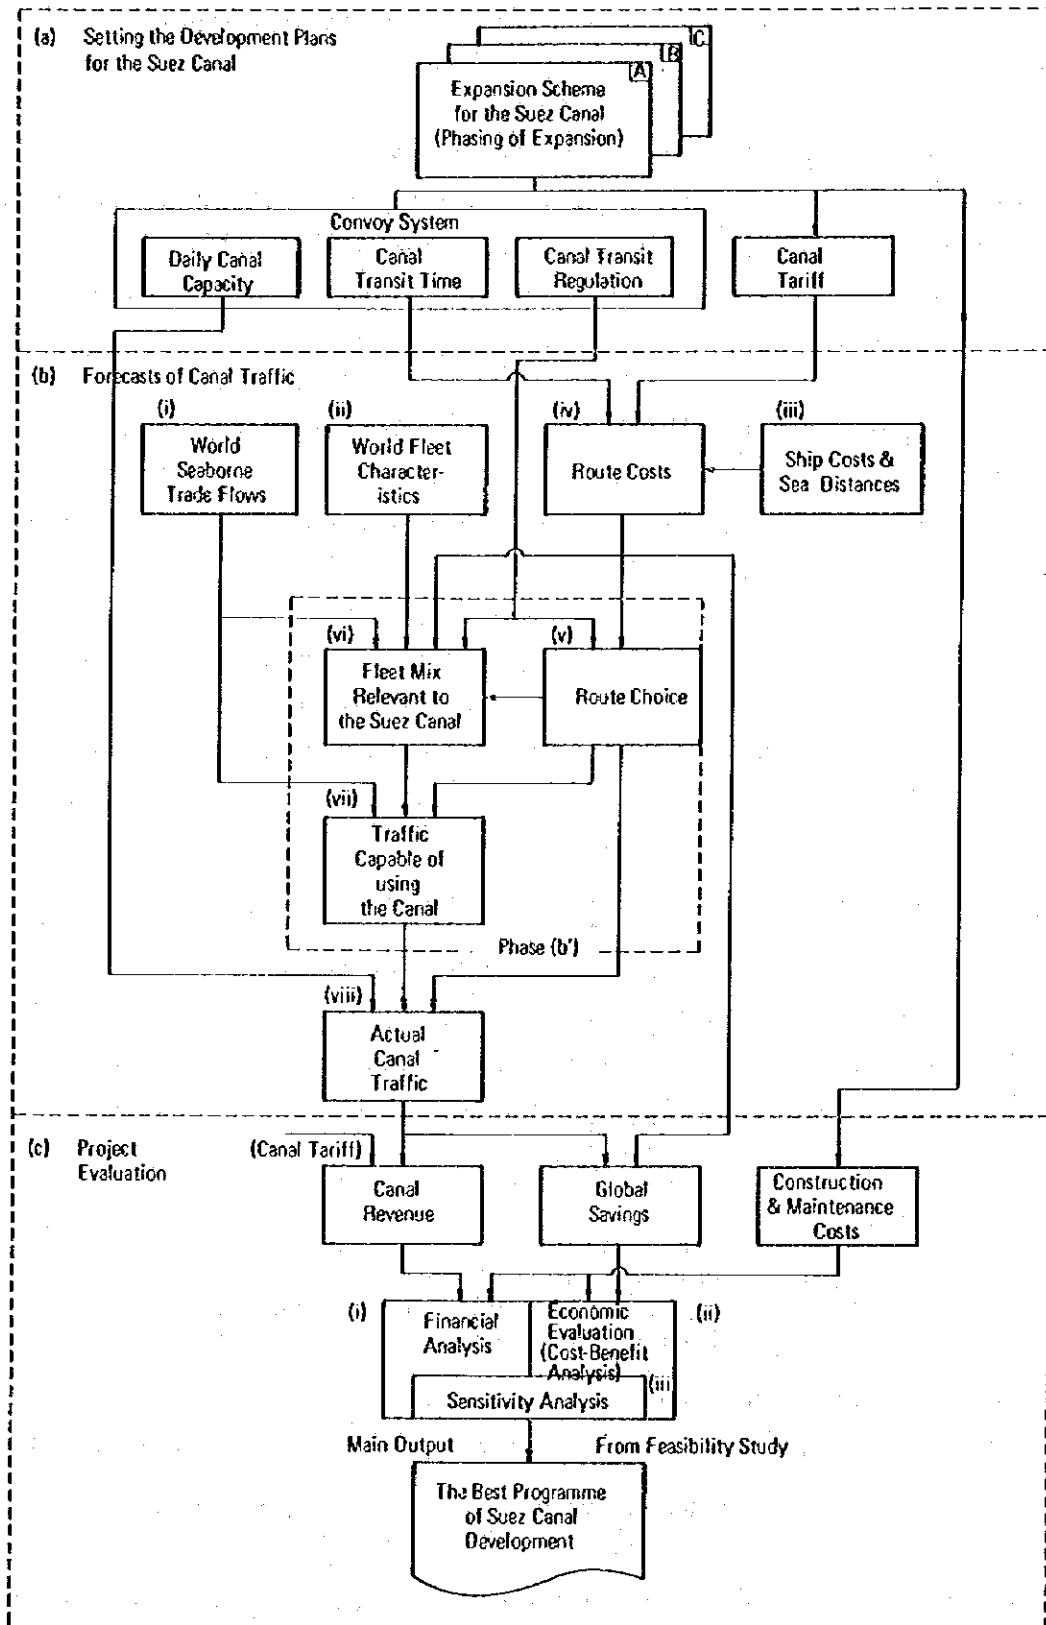 (a) Setting the Development Plans
for the Suez Canal
C
B
A
Expansion Scheme
for the Suez Canal
(Phasing of Expansion)
Convoy System
Daily Canal
Capacity
Canal
Transit Time
Canal Transit
Regulation
Canal
Tariff
(b) Forecasts of Canal Traffic
(i)
World
Seaborne
Trade Flows
(ii)
World Fleet
Character-
istics
(iv)
Route Costs
(iii)
Ship Costs &
Sea Distances
(vi)
Fleet Mix
Relevant to
the Suez Canal
(v)
Route Choice
(vii)
Traffic
Capable of
using
the Canal
Phase (b')
(viii)
Actual
Canal
Traffic
(c) Project
Evaluation
(Canal Tariff)
Canal
Revenue
Global
Savings
Construction
& Maintenance
Costs
(i)
Financial
Analysis
Economic
Evaluation
(Cost-Benefit
Analysis)
(ii)
(iii)
Sensitivity Analysis
Main Output
From Feasibility Study
The Best Programme
of Suez Canal
Development